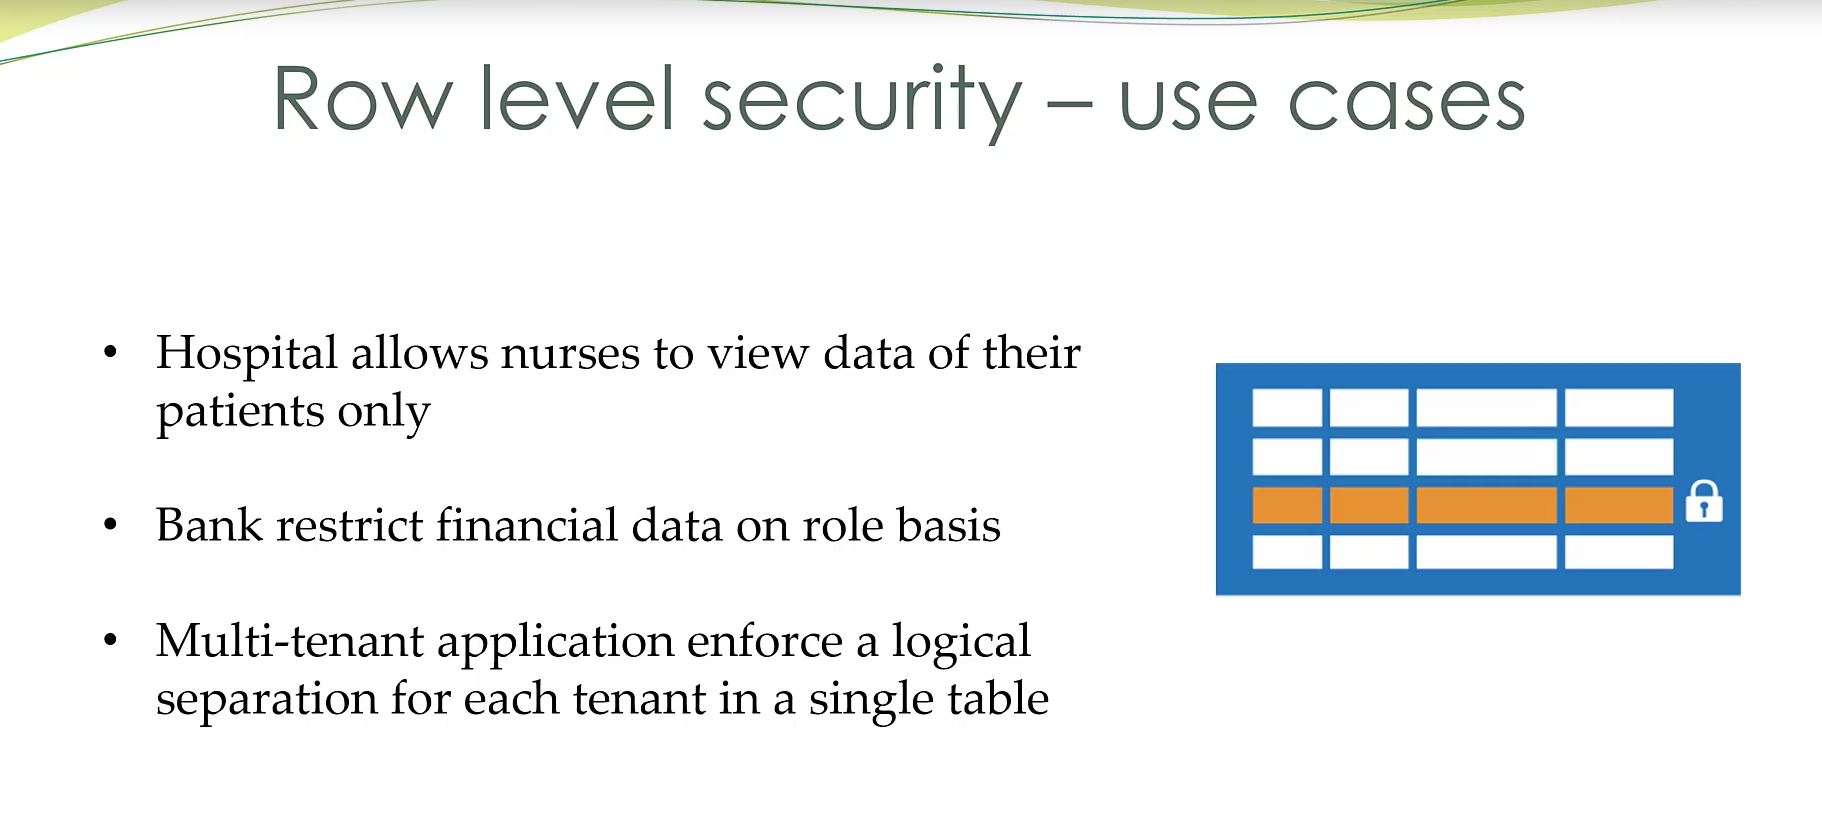 Row level security – use cases
• Hospital allows nurses to view data of their
patients only
• Bank restrict financial data on role basis
• Multi-tenant application enforce a logical
separation for each tenant in a single table